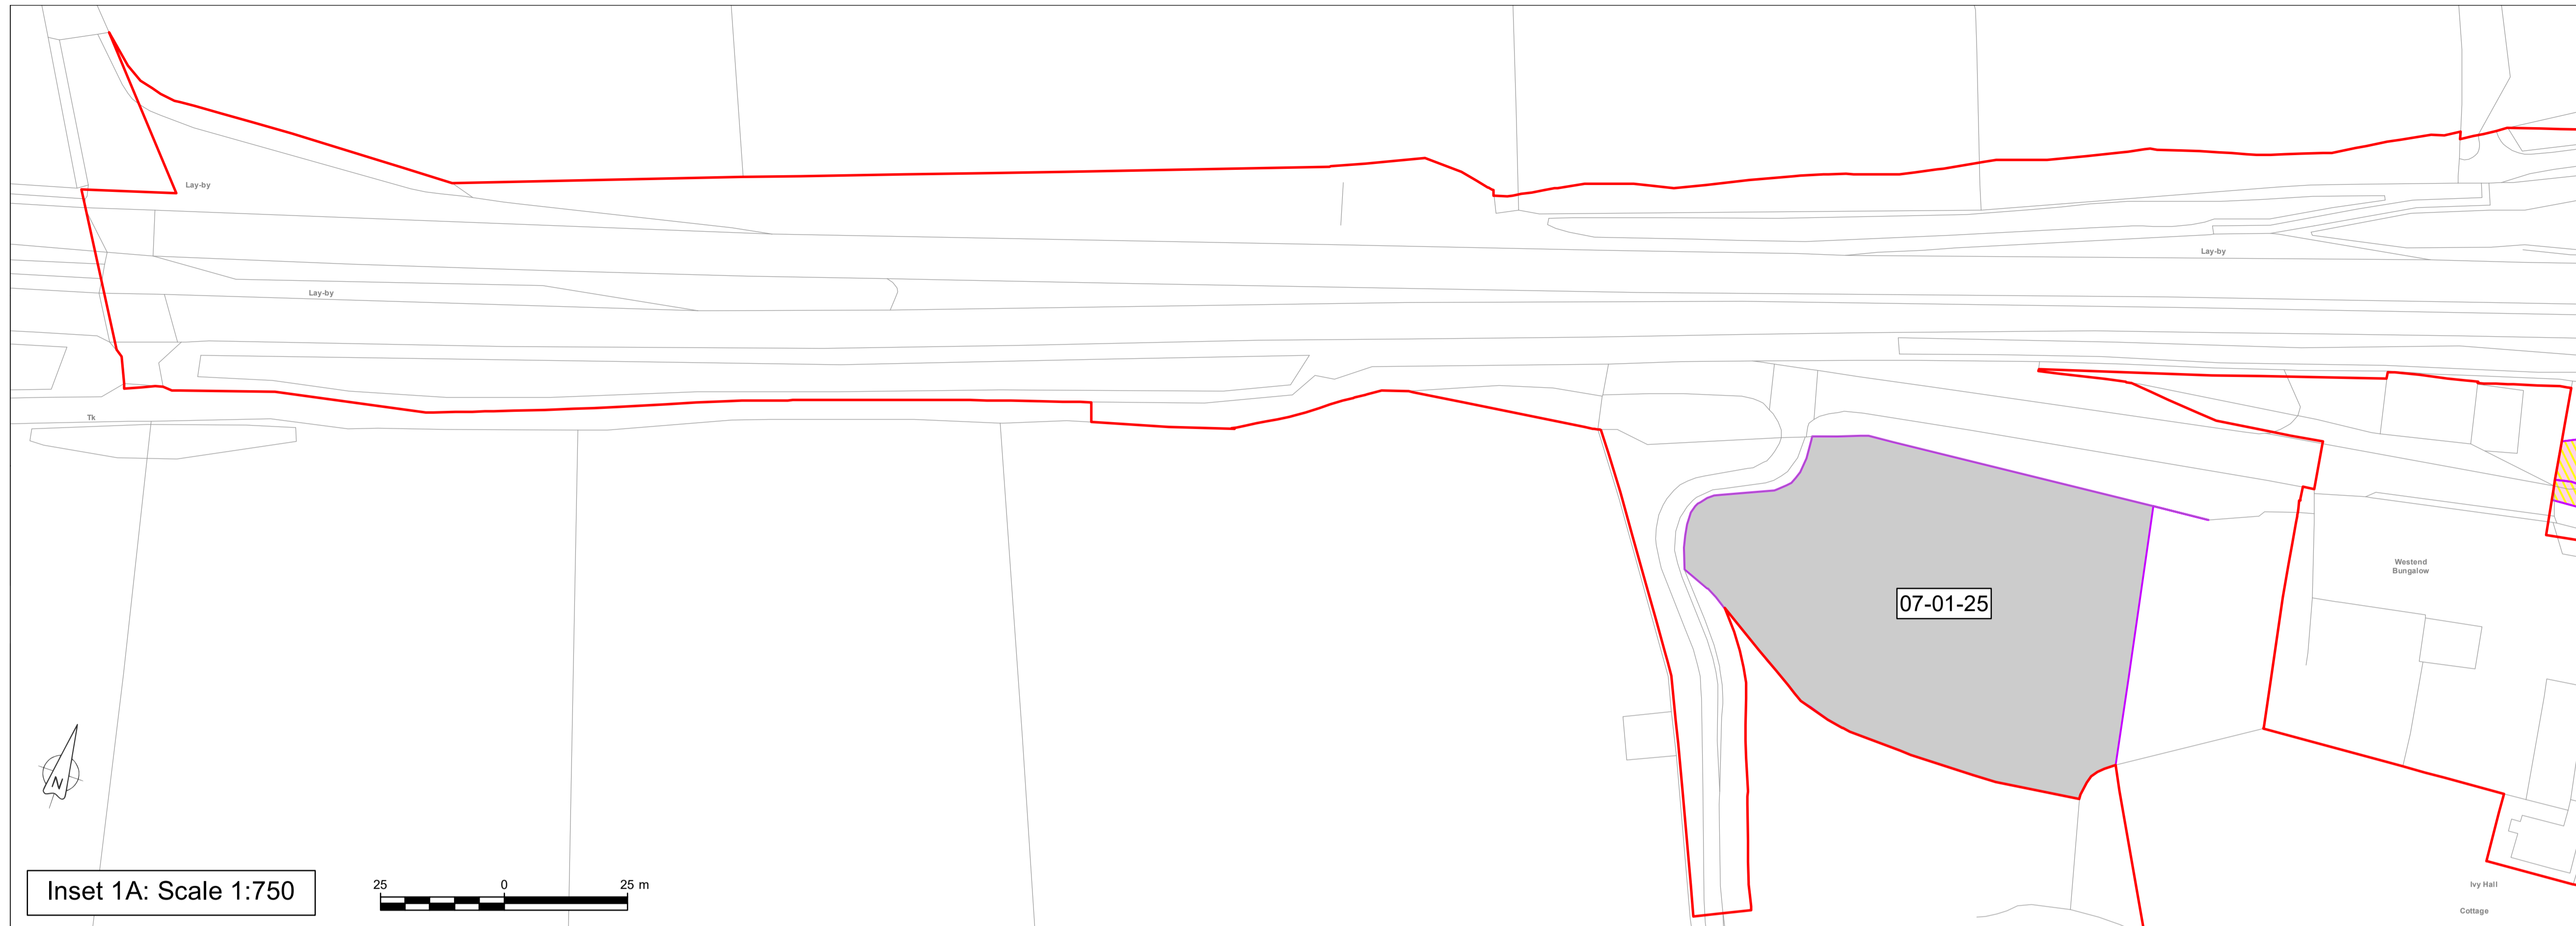 Lay-by
Lay-by
Lay-by
Tk
Westend
Bungalow
07-01-25
N
Inset 1A: Scale 1:750
25 0 25 m
Ivy Hall
Cottage